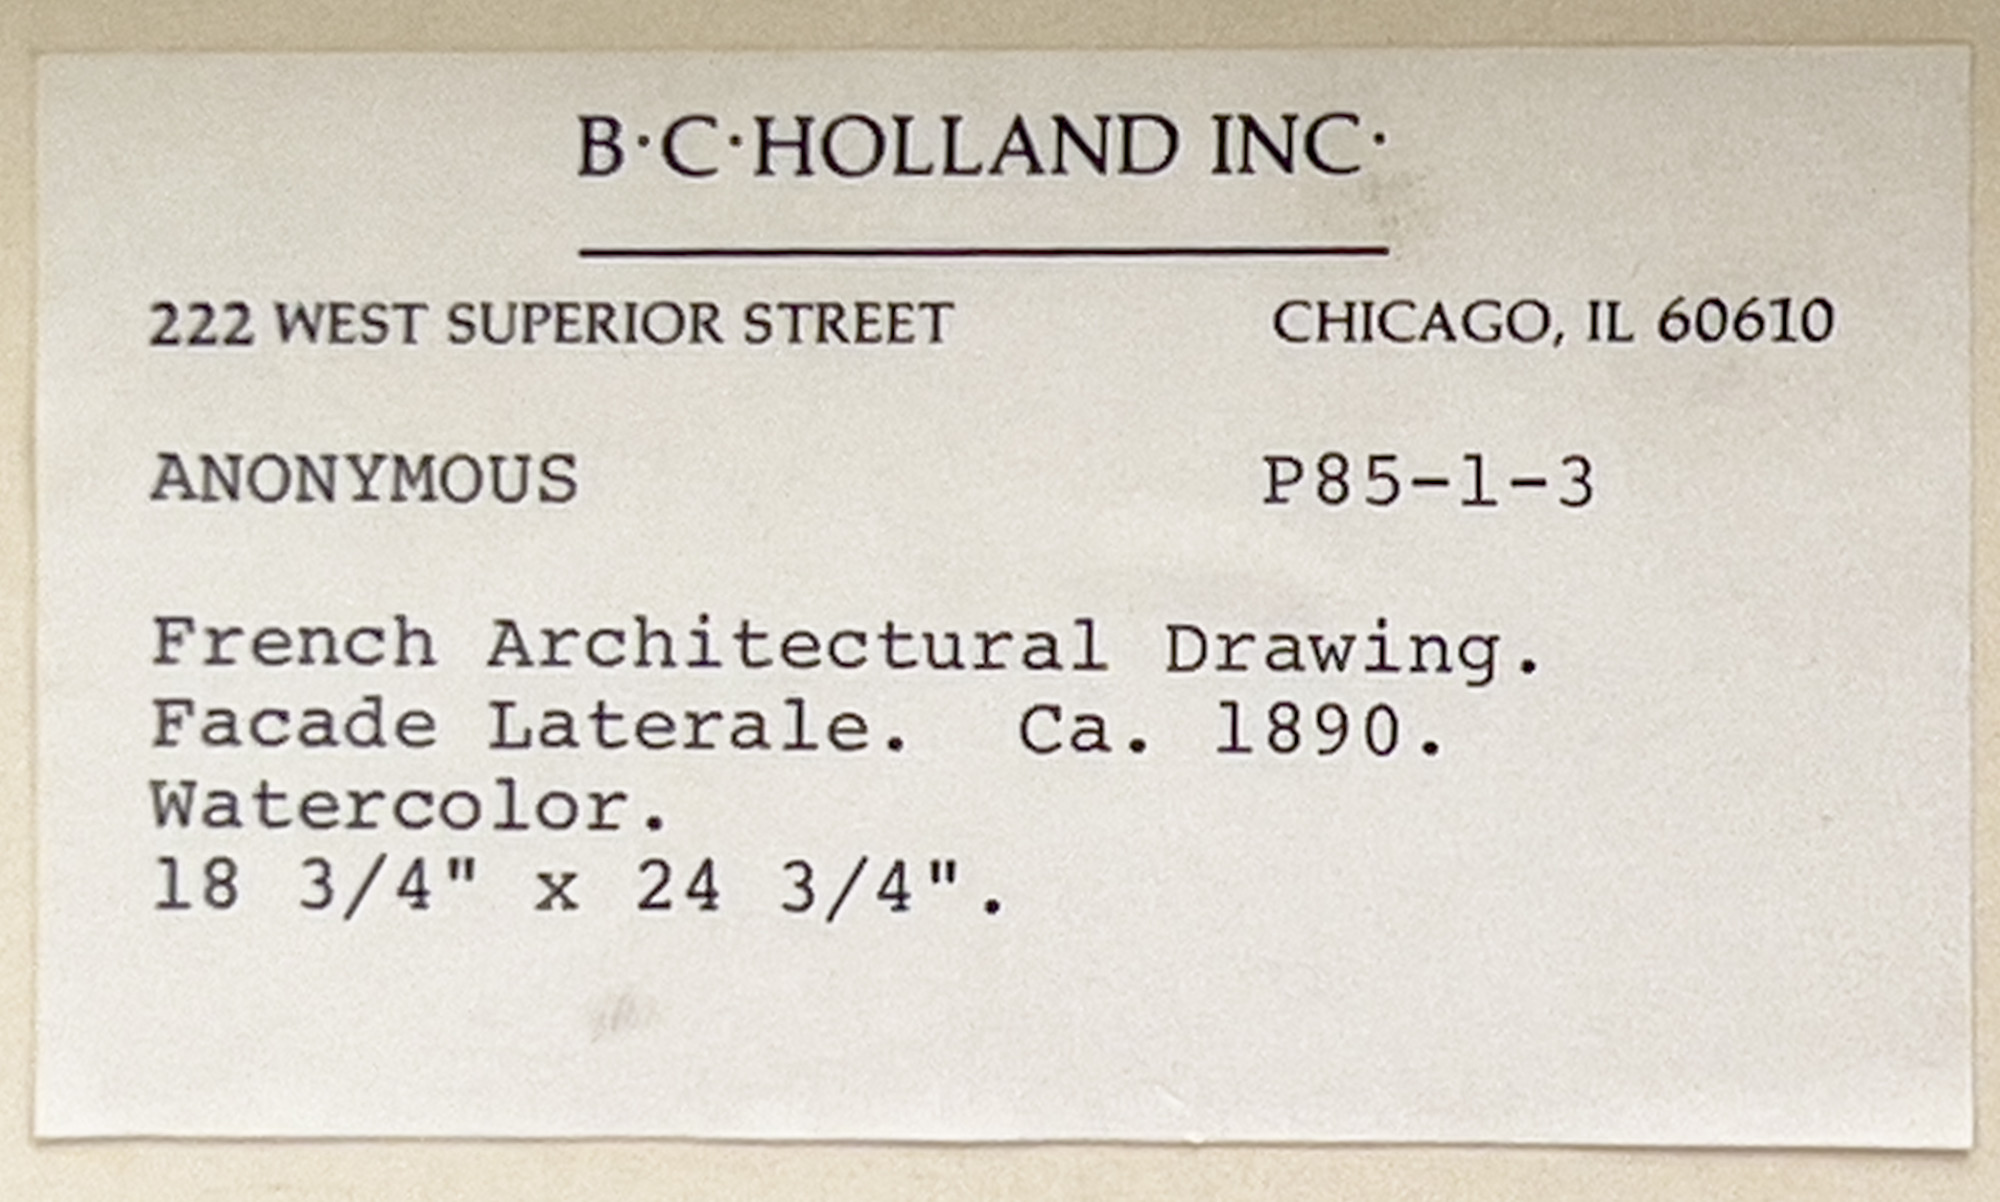 B·C·HOLLAND INC·
222 WEST SUPERIOR STREET CHICAGO, IL 60610
ANONYMOUS P85-1-3
French Architectural Drawing.
Facade Laterale. Ca. 1890.
Watercolor.
18 3/4" x 24 3/4".